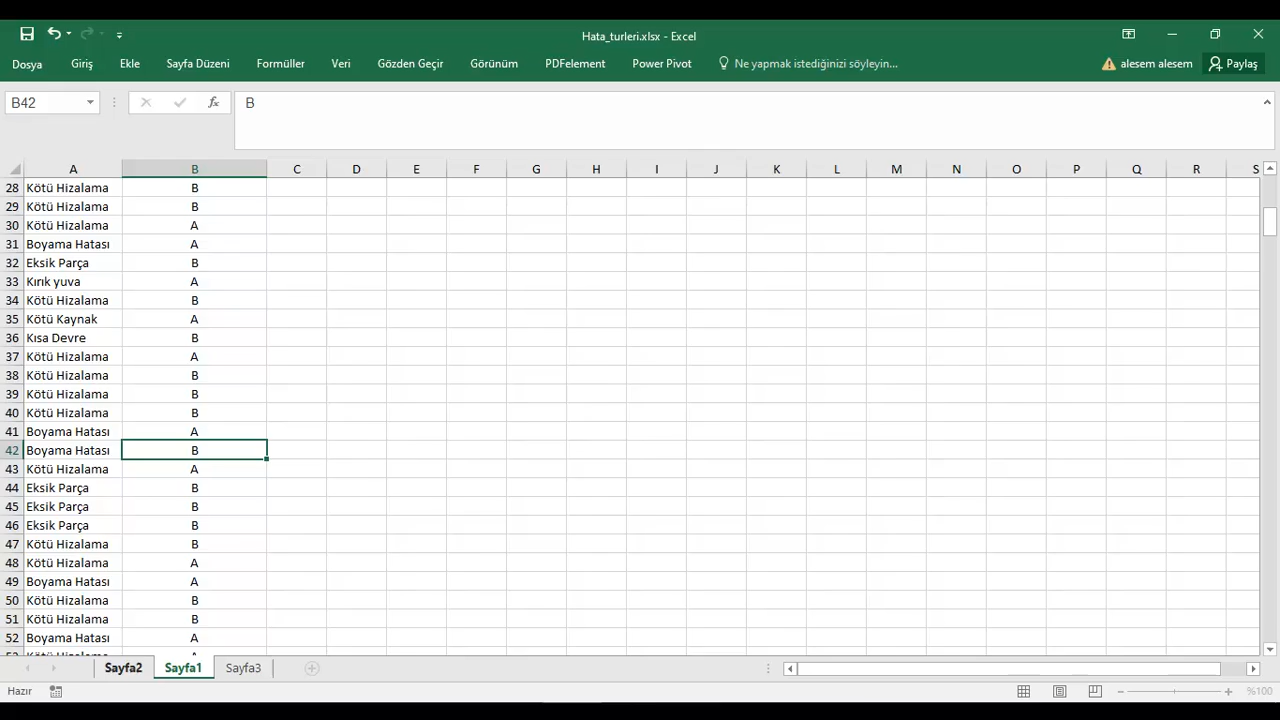 Hata_turleri.xlsx - Excel
Dosya Giriş Ekle Sayfa Düzeni Formüller Veri Gözden Geçir Görünüm PDFelement Power Pivot Ne yapmak istediğinizi söyleyin... alesem alesem Paylaş
B42 fx B
A B C D E F G H I J K L M N O P Q R S
28 Kötü Hizalama B
29 Kötü Hizalama B
30 Kötü Hizalama A
31 Boyama Hatası A
32 Eksik Parça B
33 Kırık yuva A
34 Kötü Hizalama B
35 Kötü Kaynak A
36 Kısa Devre B
37 Kötü Hizalama A
38 Kötü Hizalama B
39 Kötü Hizalama B
40 Kötü Hizalama B
41 Boyama Hatası A
42 Boyama Hatası B
43 Kötü Hizalama A
44 Eksik Parça B
45 Eksik Parça B
46 Eksik Parça B
47 Kötü Hizalama B
48 Kötü Hizalama A
49 Boyama Hatası A
50 Kötü Hizalama B
51 Kötü Hizalama B
52 Boyama Hatası A
Sayfa2 Sayfa1 Sayfa3
Hazır %100